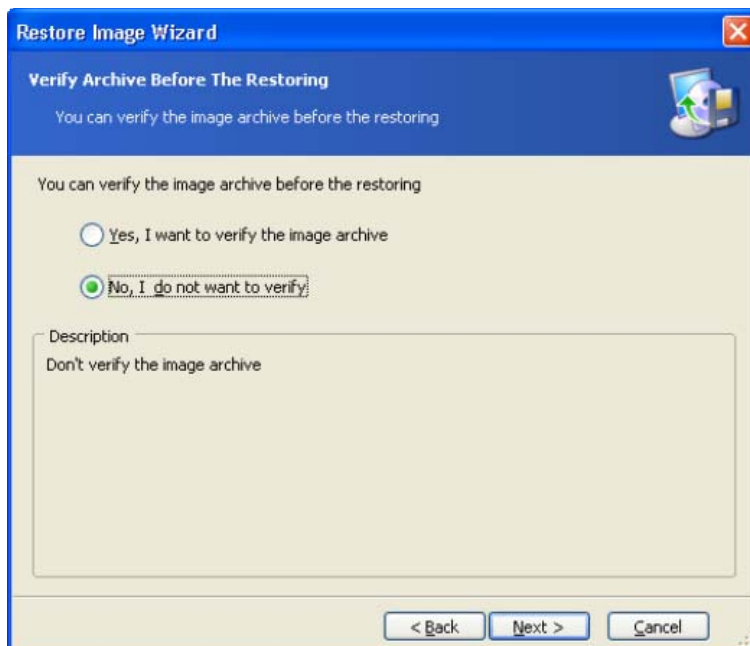 Restore Image Wizard
Verify Archive Before The Restoring
You can verify the image archive before the restoring
You can verify the image archive before the restoring
Yes, I want to verify the image archive
No, I do not want to verify
Description
Don't verify the image archive
< Back Next > Cancel